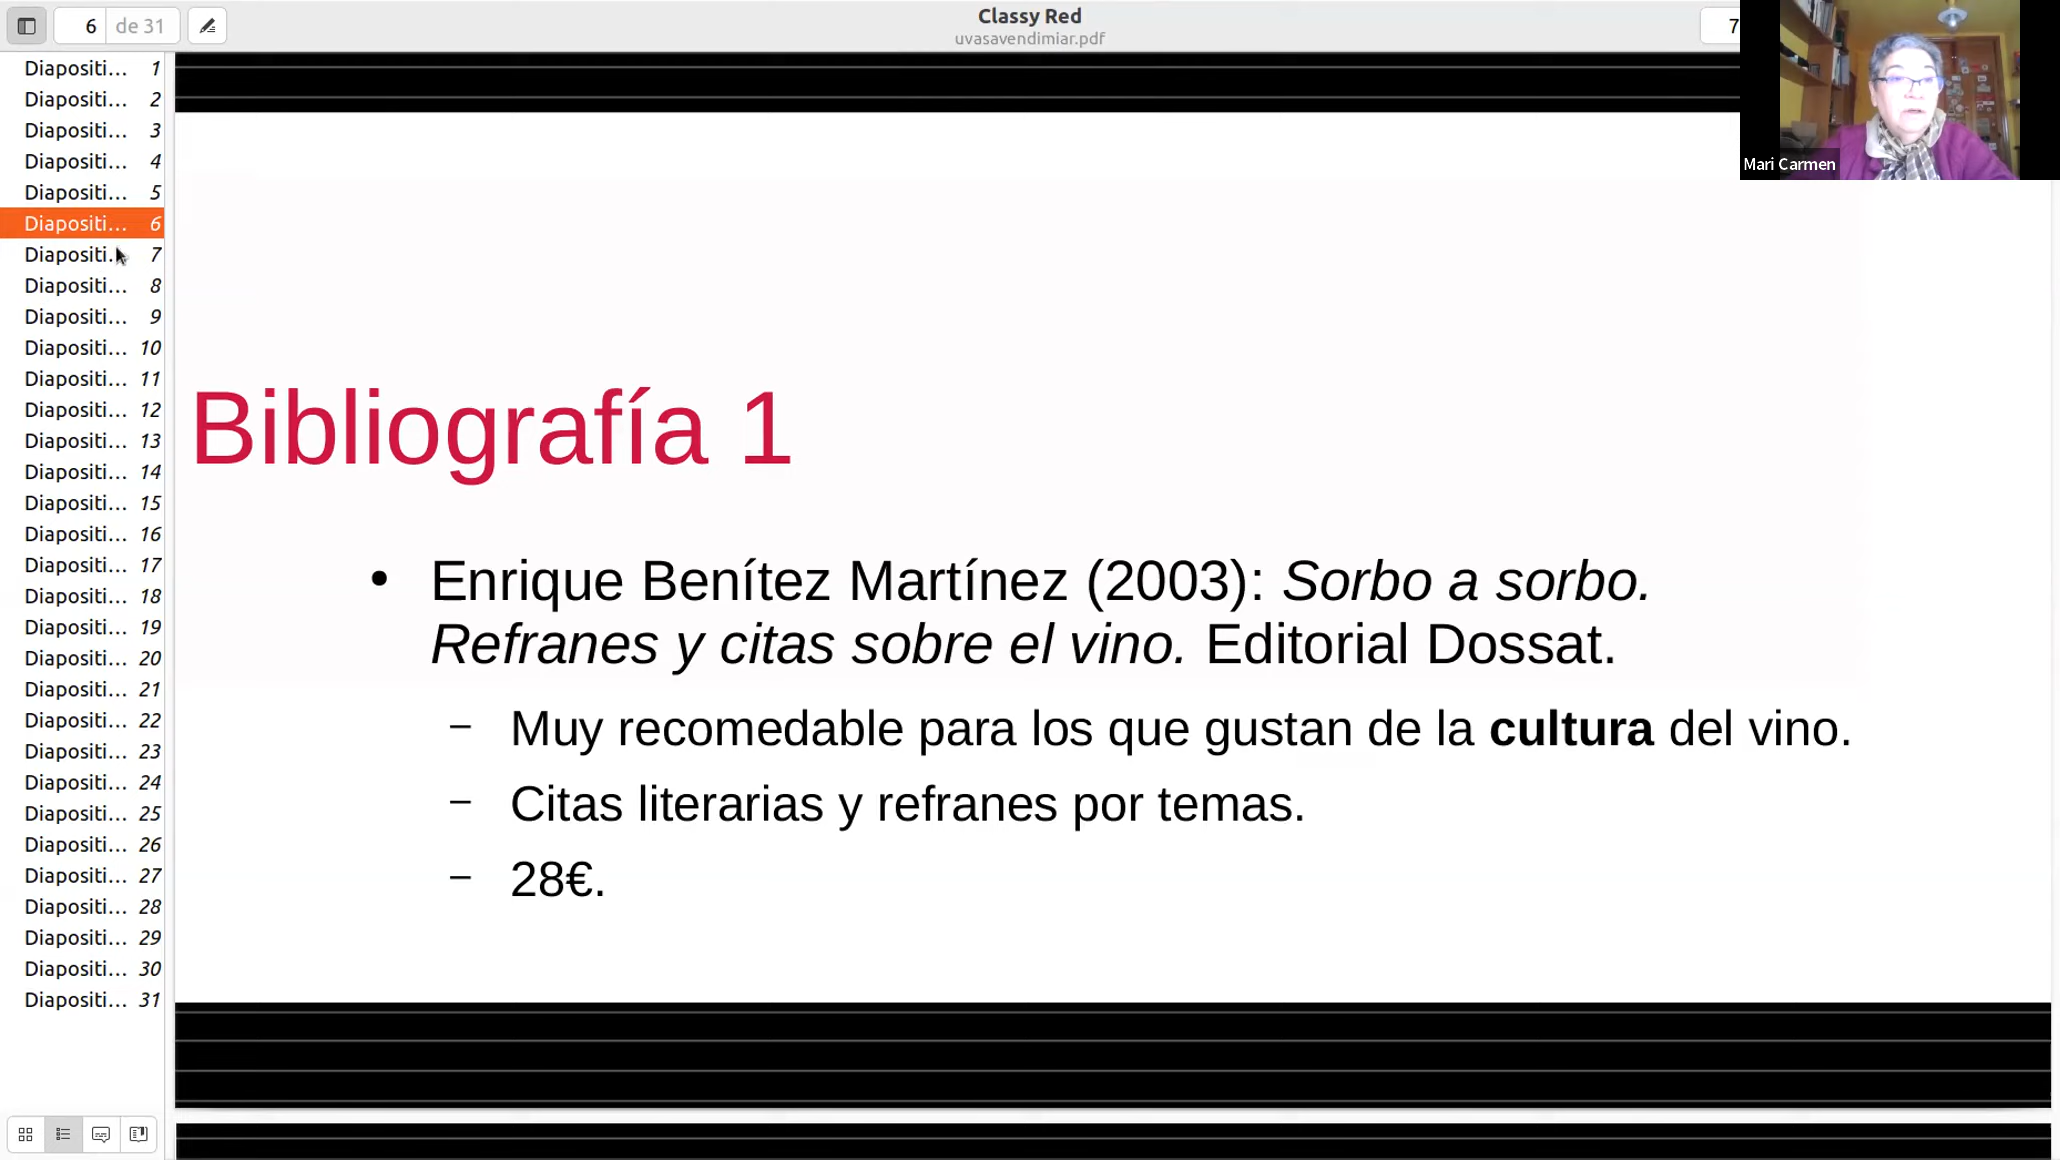 6 de 31
Classy Red
uvasavendimiar.pdf
7
Mari Carmen
Diapositi... 1
Diapositi... 2
Diapositi... 3
Diapositi... 4
Diapositi... 5
Diapositi... 6
Diapositi. 7
Diapositi... 8
Diapositi... 9
Diapositi... 10
Diapositi... 11
Diapositi... 12
Diapositi... 13
Diapositi... 14
Diapositi... 15
Diapositi... 16
Diapositi... 17
Diapositi... 18
Diapositi... 19
Diapositi... 20
Diapositi... 21
Diapositi... 22
Diapositi... 23
Diapositi... 24
Diapositi... 25
Diapositi... 26
Diapositi... 27
Diapositi... 28
Diapositi... 29
Diapositi... 30
Diapositi... 31
Bibliografía 1
• Enrique Benítez Martínez (2003): Sorbo a sorbo.
Refranes y citas sobre el vino. Editorial Dossat.
– Muy recomedable para los que gustan de la cultura del vino.
– Citas literarias y refranes por temas.
– 28€.